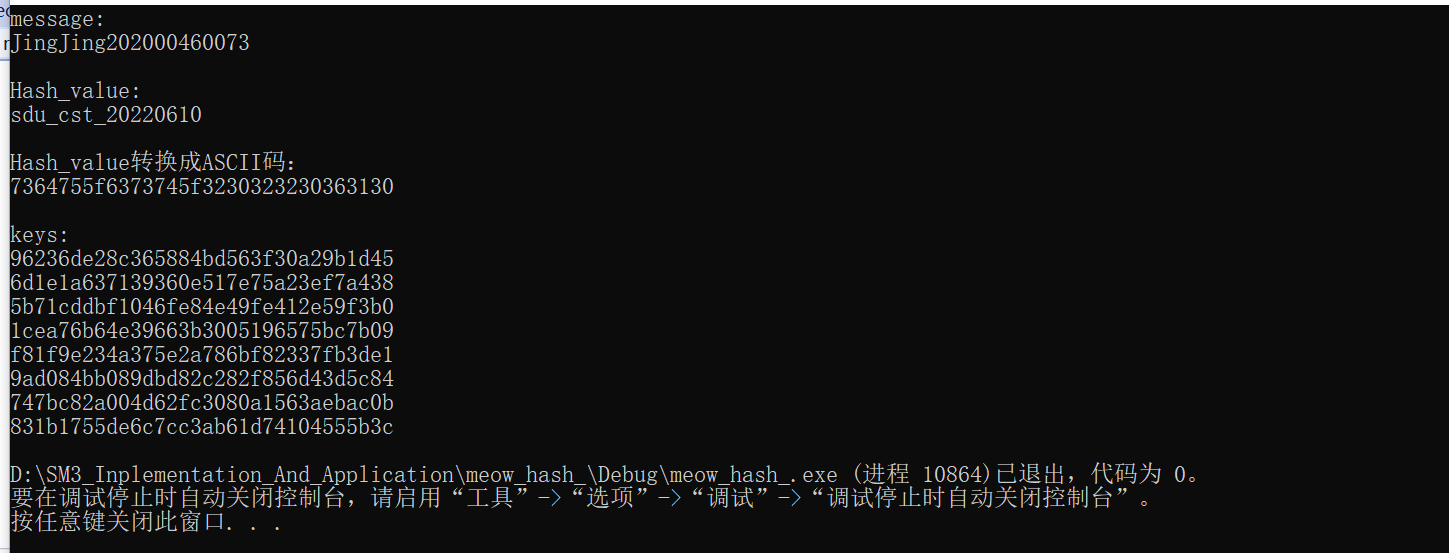 message:
JingJing202000460073
Hash_value:
sdu_cst_20220610
Hash_value转换成ASCII码:
7364755f6373745f3230323230363130
keys:
96236de28c365884bd563f30a29b1d45
6d1e1a637139360e517e75a23ef7a438
5b71cddbf1046fe84e49fe412e59f3b0
1cea76b64e39663b3005196575bc7b09
f81f9e234a375e2a786bf82337fb3de1
9ad084bb089dbd82c282f856d43d5c84
747bc82a004d62fc3080a1563aebac0b
831b1755de6c7cc3ab61d74104555b3c
D:\SM3_Inplementation_And_Application\meow_hash_\Debug\meow_hash_.exe (进程 10864)已退出，代码为 0。
要在调试停止时自动关闭控制台，请启用“工具”->“选项”->“调试”->“调试停止时自动关闭控制台”。
按任意键关闭此窗口. . .